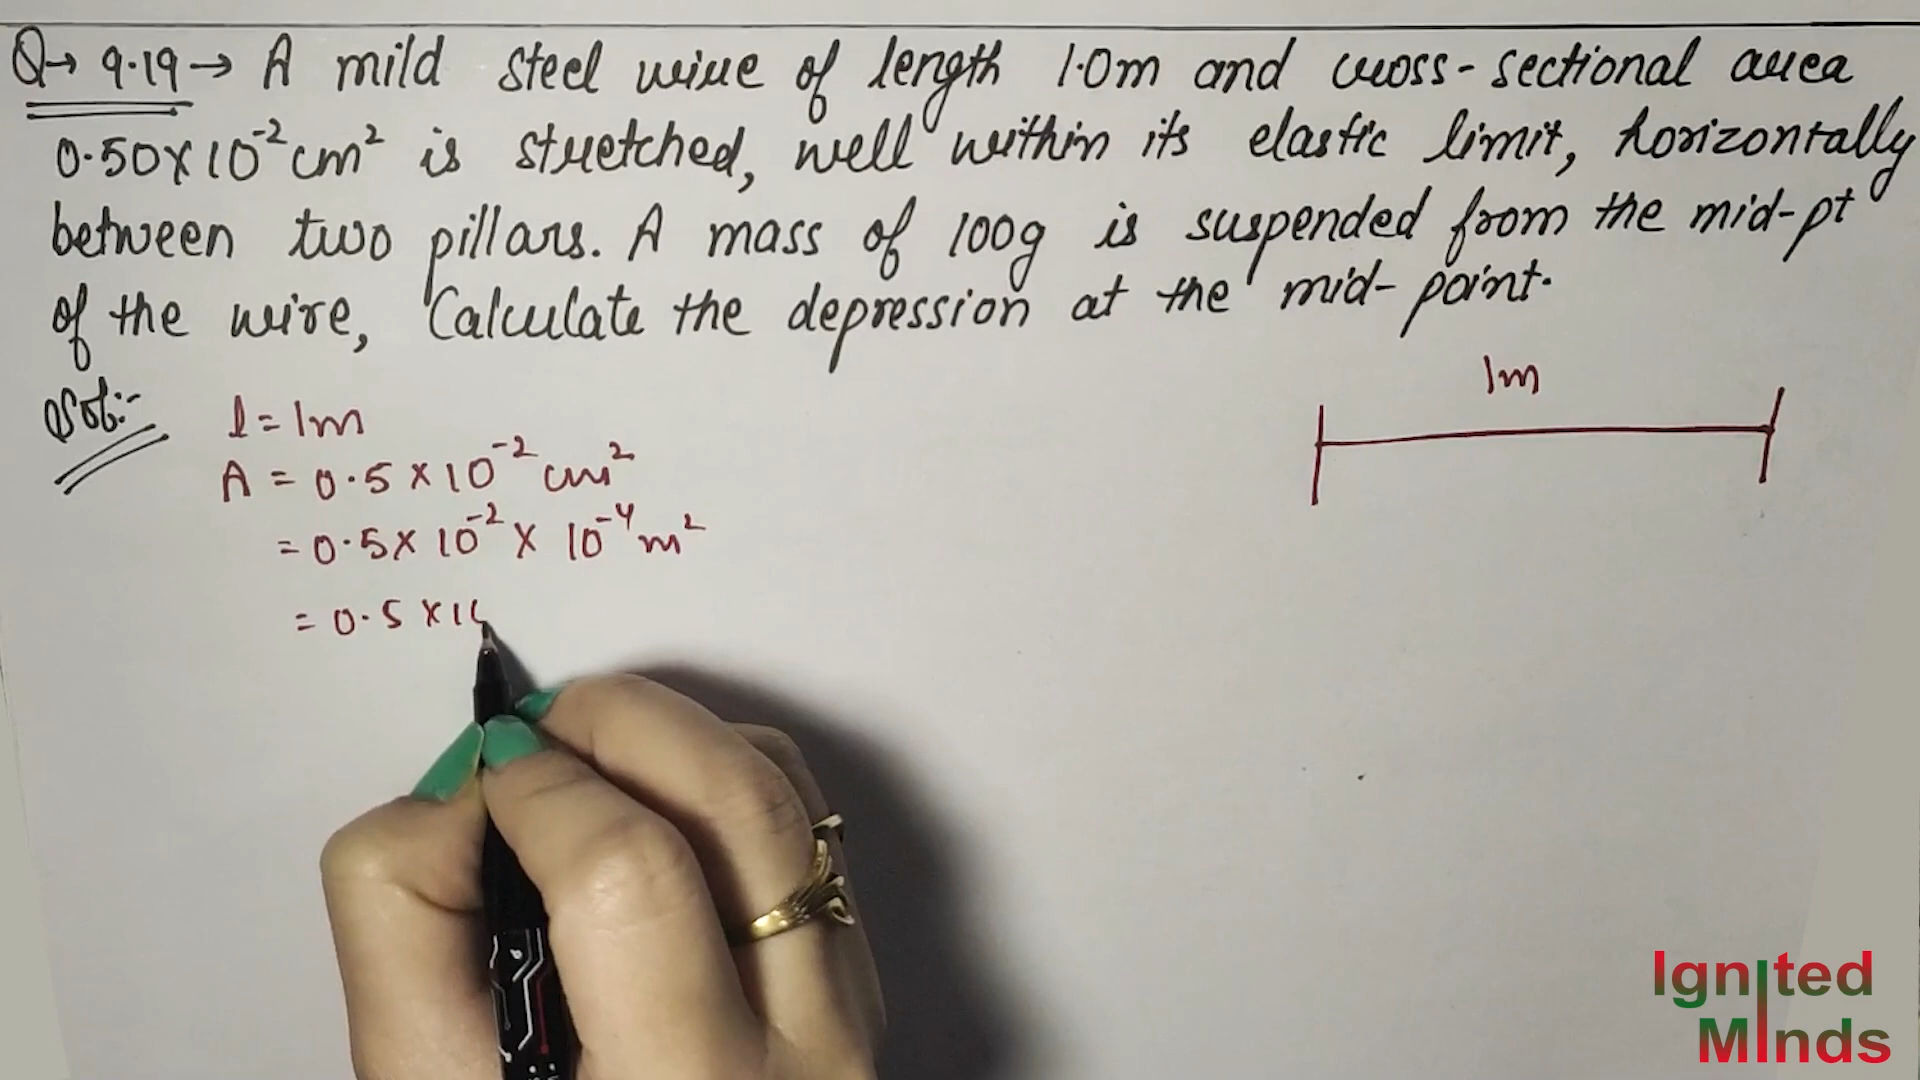 Q→ 9.19→ A mild steel wire of length 1.0m and cross-sectional area
0.50×10⁻² cm² is stretched, well within its elastic limit, horizontally
between two pillars. A mass of 100g is suspended from the mid-pt
of the wire, Calculate the depression at the mid-point.
Sol:-
1m
l = 1m
A = 0.5 × 10⁻² cm²
= 0.5× 10⁻² × 10⁻⁴ m²
= 0.5 × 10
Ignited
Minds